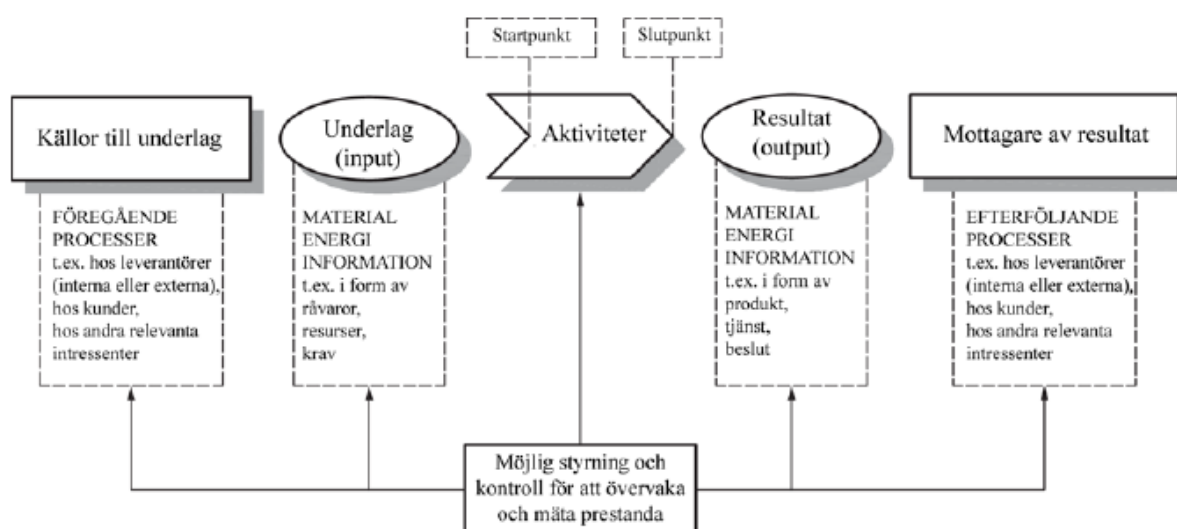 Startpunkt
Slutpunkt
Källor till underlag
Underlag
(input)
Aktiviteter
Resultat
(output)
Mottagare av resultat
FÖREGÅENDE
PROCESSER
t.ex. hos leverantörer
(interna eller externa),
hos kunder,
hos andra relevanta
intressenter
MATERIAL
ENERGI
INFORMATION
t.ex. i form av
råvaror,
resurser,
krav
MATERIAL
ENERGI
INFORMATION
t.ex. i form av
produkt,
tjänst,
beslut
EFTERFÖLJANDE
PROCESSER
t.ex. hos leverantörer
(interna eller externa),
hos kunder,
hos andra relevanta
intressenter
Möjlig styrning och
kontroll för att övervaka
och mäta prestanda